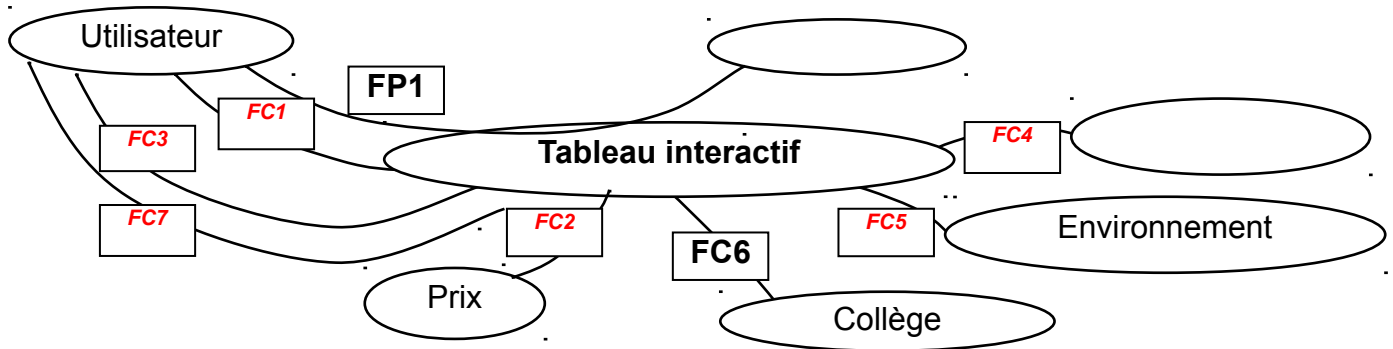 Utilisateur
FP1
FC1
FC3
FC4
Tableau interactif
FC7
FC2
FC5
Environnement
FC6
Prix
Collège